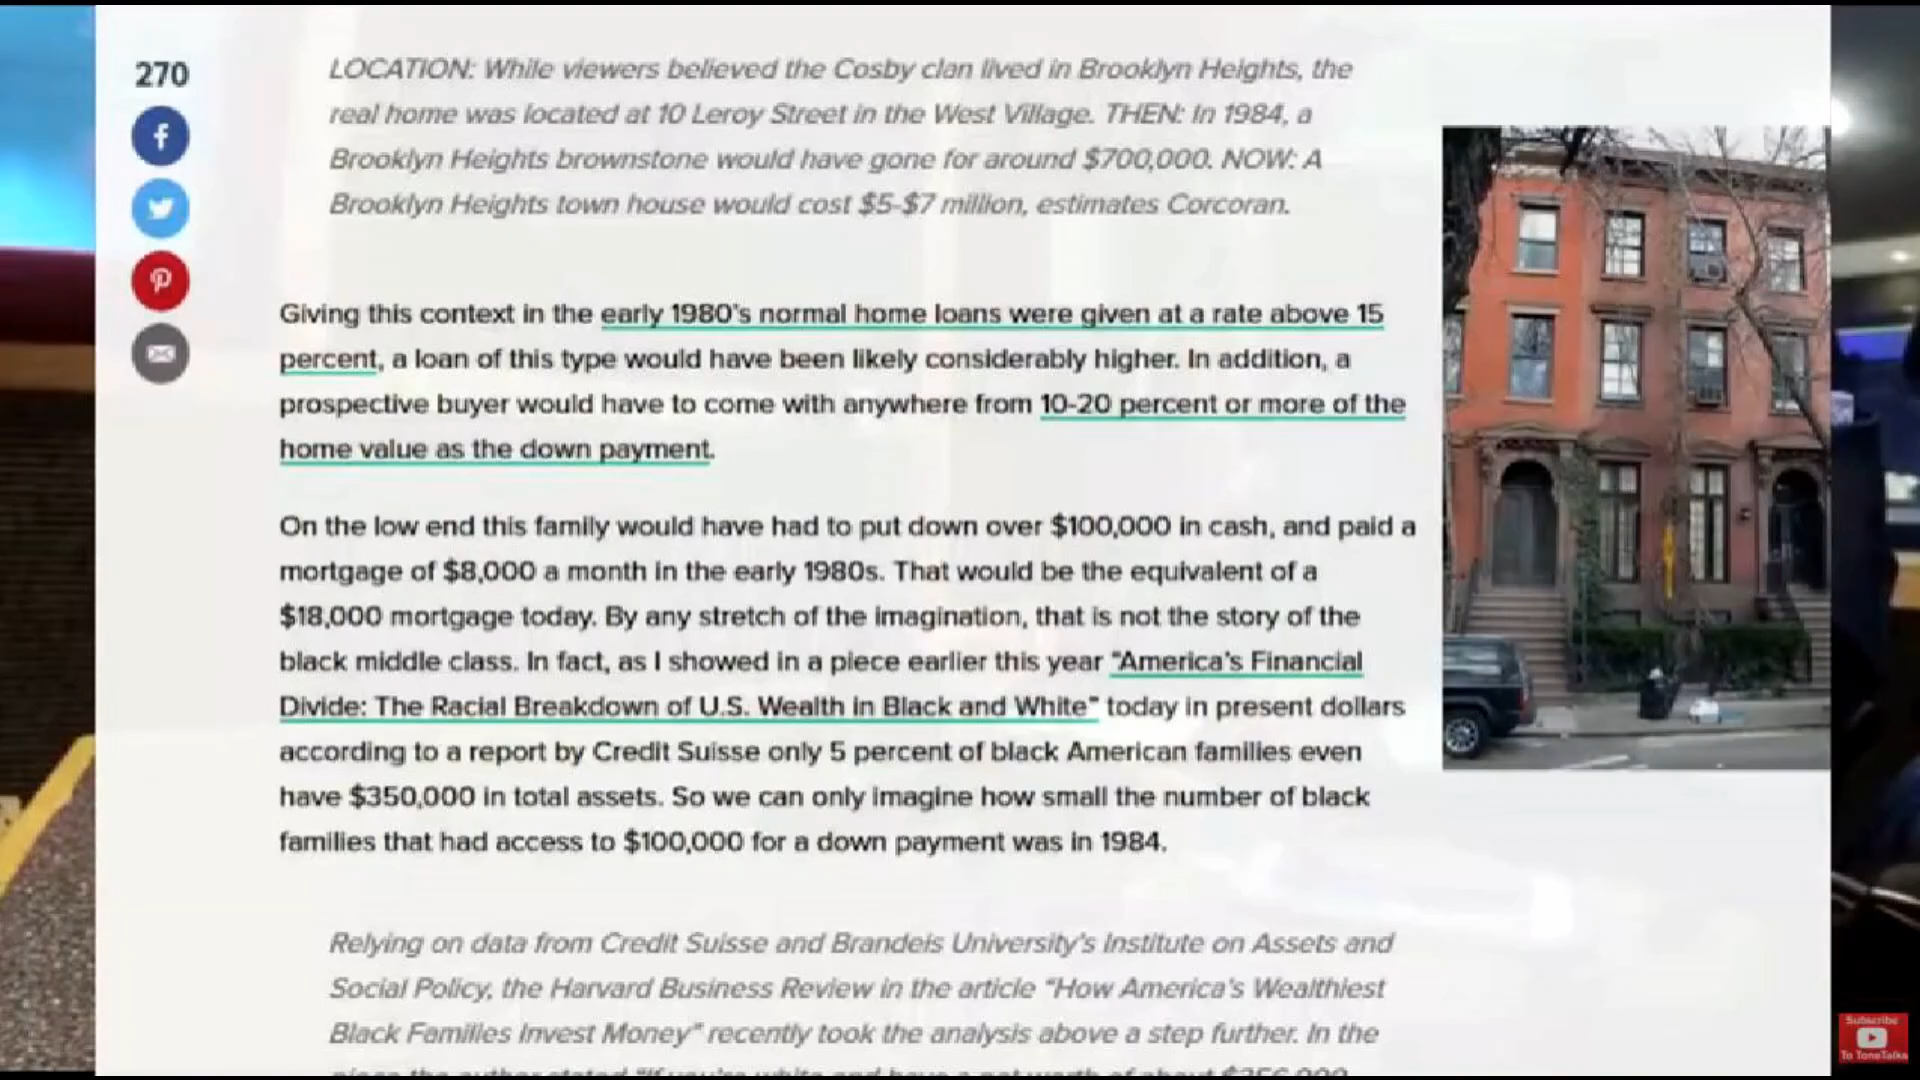 270
LOCATION: While viewers believed the Cosby clan lived in Brooklyn Heights, the
real home was located at 10 Leroy Street in the West Village. THEN: In 1984, a
Brooklyn Heights brownstone would have gone for around $700,000. NOW: A
Brooklyn Heights town house would cost $5-$7 million, estimates Corcoran.
Giving this context in the early 1980's normal home loans were given at a rate above 15
percent, a loan of this type would have been likely considerably higher. In addition, a
prospective buyer would have to come with anywhere from 10-20 percent or more of the
home value as the down payment.
On the low end this family would have had to put down over $100,000 in cash, and paid a
mortgage of $8,000 a month in the early 1980s. That would be the equivalent of a
$18,000 mortgage today. By any stretch of the imagination, that is not the story of the
black middle class. In fact, as I showed in a piece earlier this year "America's Financial
Divide: The Racial Breakdown of U.S. Wealth in Black and White" today in present dollars
according to a report by Credit Suisse only 5 percent of black American families even
have $350,000 in total assets. So we can only imagine how small the number of black
families that had access to $100,000 for a down payment was in 1984.
Relying on data from Credit Suisse and Brandeis University's Institute on Assets and
Social Policy, the Harvard Business Review in the article "How America's Wealthiest
Black Families Invest Money" recently took the analysis above a step further. In the
Subscribe
To ToneTalks